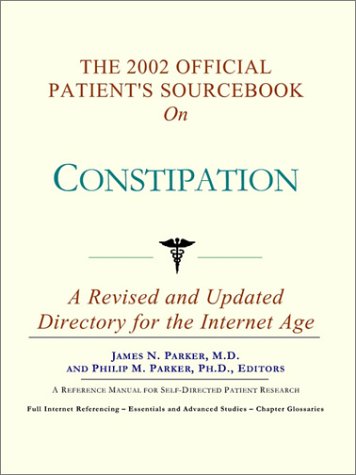 THE 2002 OFFICIAL
PATIENT'S SOURCEBOOK
On
CONSTIPATION
A Revised and Updated
Directory for the Internet Age
JAMES N. PARKER, M.D.
AND PHILIP M. PARKER, PH.D., EDITORS
A REFERENCE MANUAL FOR SELF-DIRECTED PATIENT RESEARCH
Full Internet Referencing – Essentials and Advanced Studies – Chapter Glossaries